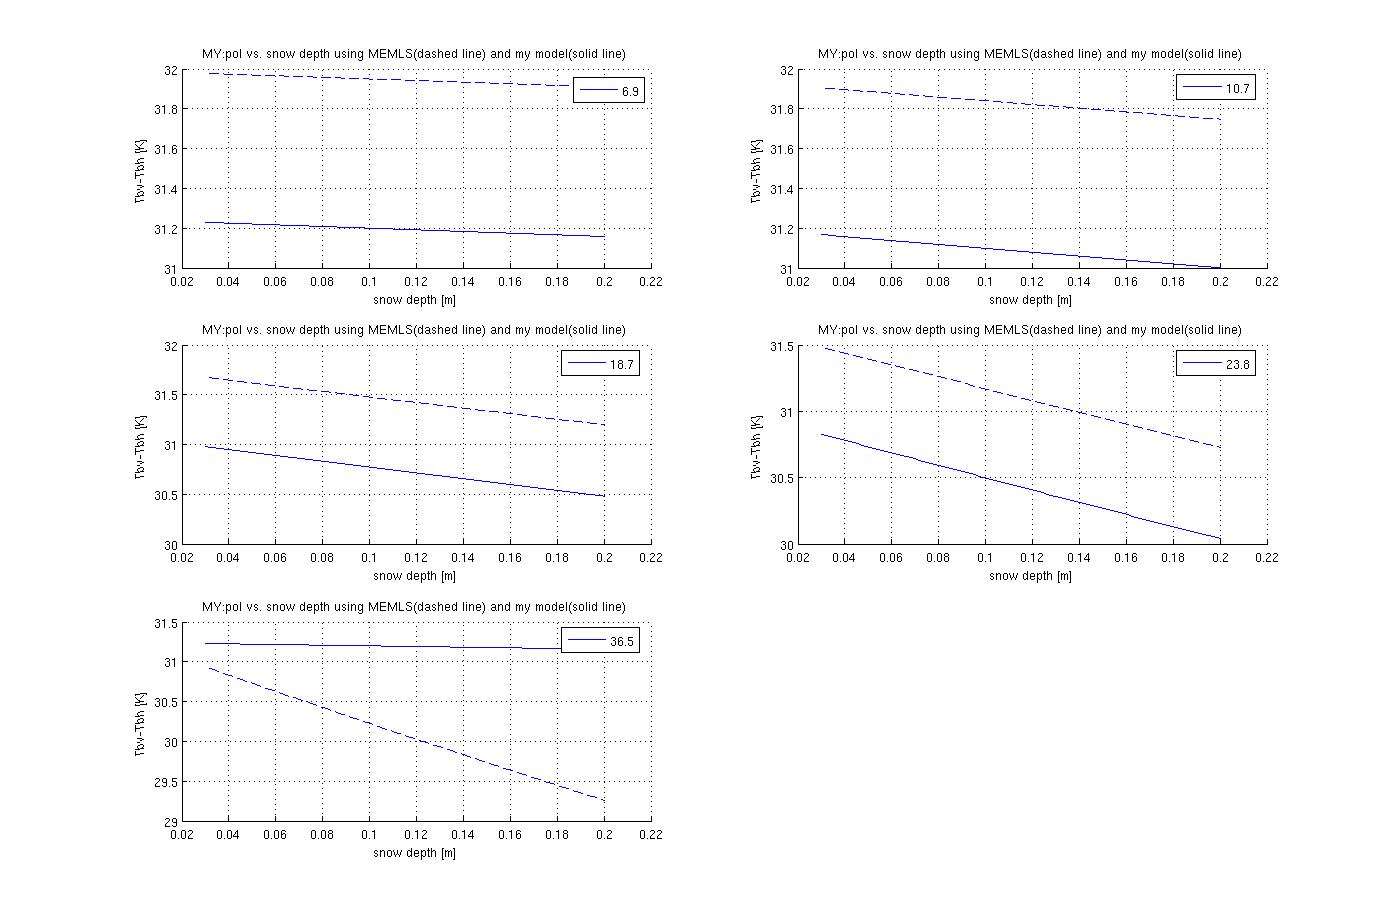 MY:pol vs. snow depth using MEMLS(dashed line) and my model(solid line)
32
31.8
31.6
31.4
31.2
31
Tbv-Tbh [K]
6.9
0.02 0.04 0.06 0.08 0.1 0.12 0.14 0.16 0.18 0.2 0.22
snow depth [m]
MY:pol vs. snow depth using MEMLS(dashed line) and my model(solid line)
32
31.8
31.6
31.4
31.2
31
Tbv-Tbh [K]
10.7
0.02 0.04 0.06 0.08 0.1 0.12 0.14 0.16 0.18 0.2 0.22
snow depth [m]
MY:pol vs. snow depth using MEMLS(dashed line) and my model(solid line)
32
31.5
31
30.5
30
Tbv-Tbh [K]
18.7
0.02 0.04 0.06 0.08 0.1 0.12 0.14 0.16 0.18 0.2 0.22
snow depth [m]
MY:pol vs. snow depth using MEMLS(dashed line) and my model(solid line)
31.5
31
30.5
30
Tbv-Tbh [K]
23.8
0.02 0.04 0.06 0.08 0.1 0.12 0.14 0.16 0.18 0.2 0.22
snow depth [m]
MY:pol vs. snow depth using MEMLS(dashed line) and my model(solid line)
31.5
31
30.5
30
29.5
29
Tbv-Tbh [K]
36.5
0.02 0.04 0.06 0.08 0.1 0.12 0.14 0.16 0.18 0.2 0.22
snow depth [m]